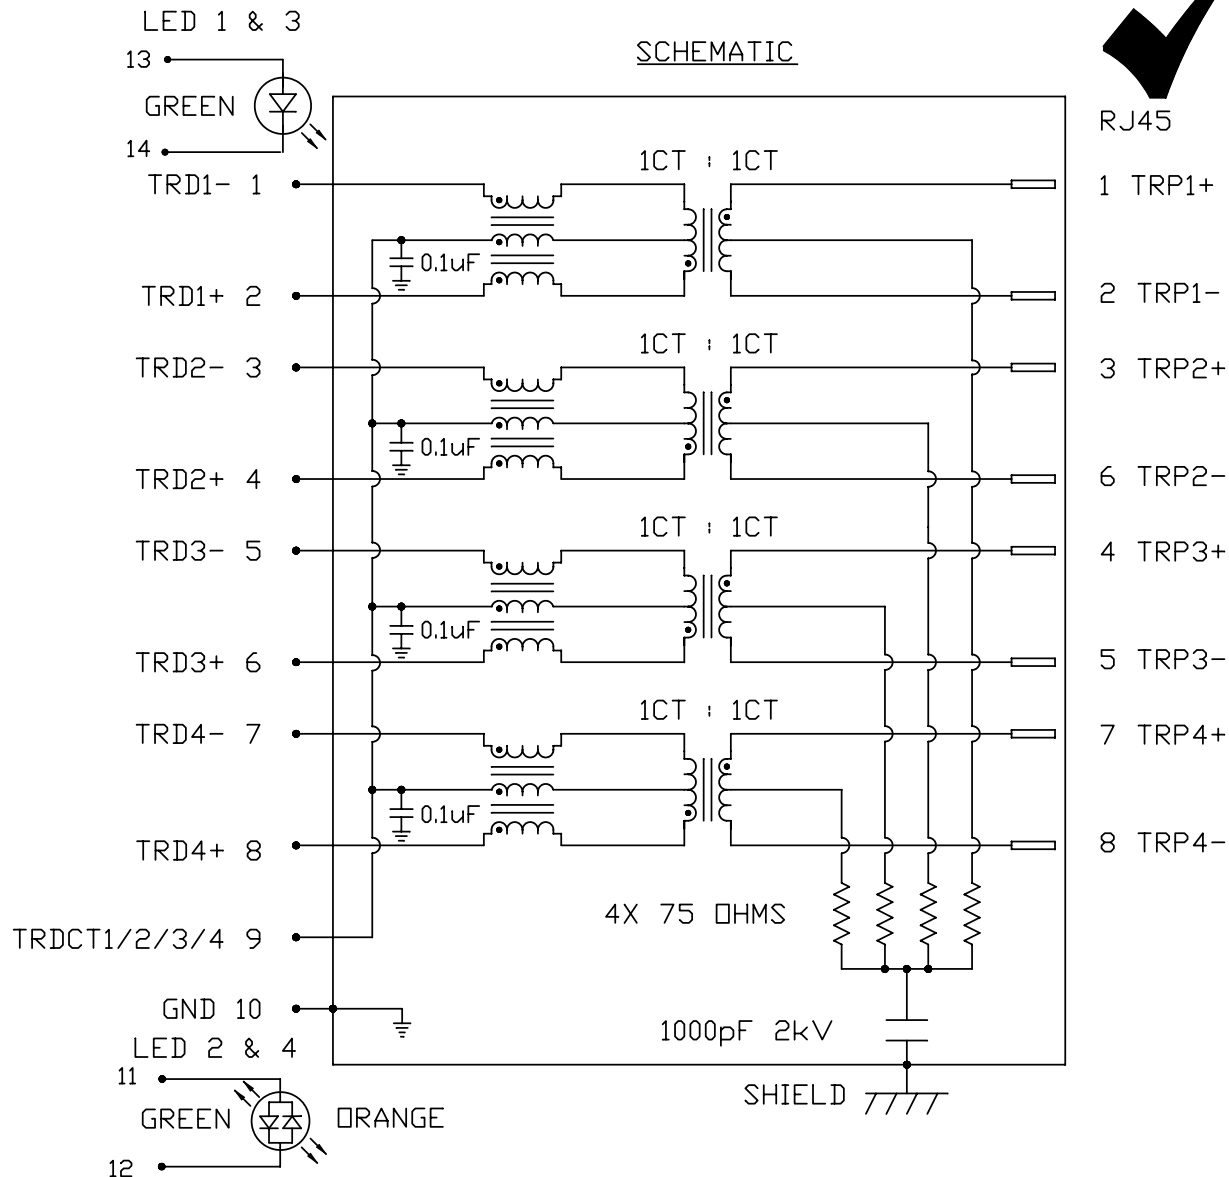 LED 1 & 3
13
GREEN
14
SCHEMATIC
RJ45
1CT : 1CT
TRD1- 1
1 TRP1+
0.1uF
TRD1+ 2
2 TRP1-
1CT : 1CT
TRD2- 3
3 TRP2+
0.1uF
TRD2+ 4
6 TRP2-
1CT : 1CT
TRD3- 5
4 TRP3+
0.1uF
TRD3+ 6
5 TRP3-
1CT : 1CT
TRD4- 7
7 TRP4+
0.1uF
TRD4+ 8
8 TRP4-
4X 75 OHMS
TRDCT1/2/3/4 9
GND 10
1000pF 2kV
LED 2 & 4
11
GREEN
ORANGE
12
SHIELD